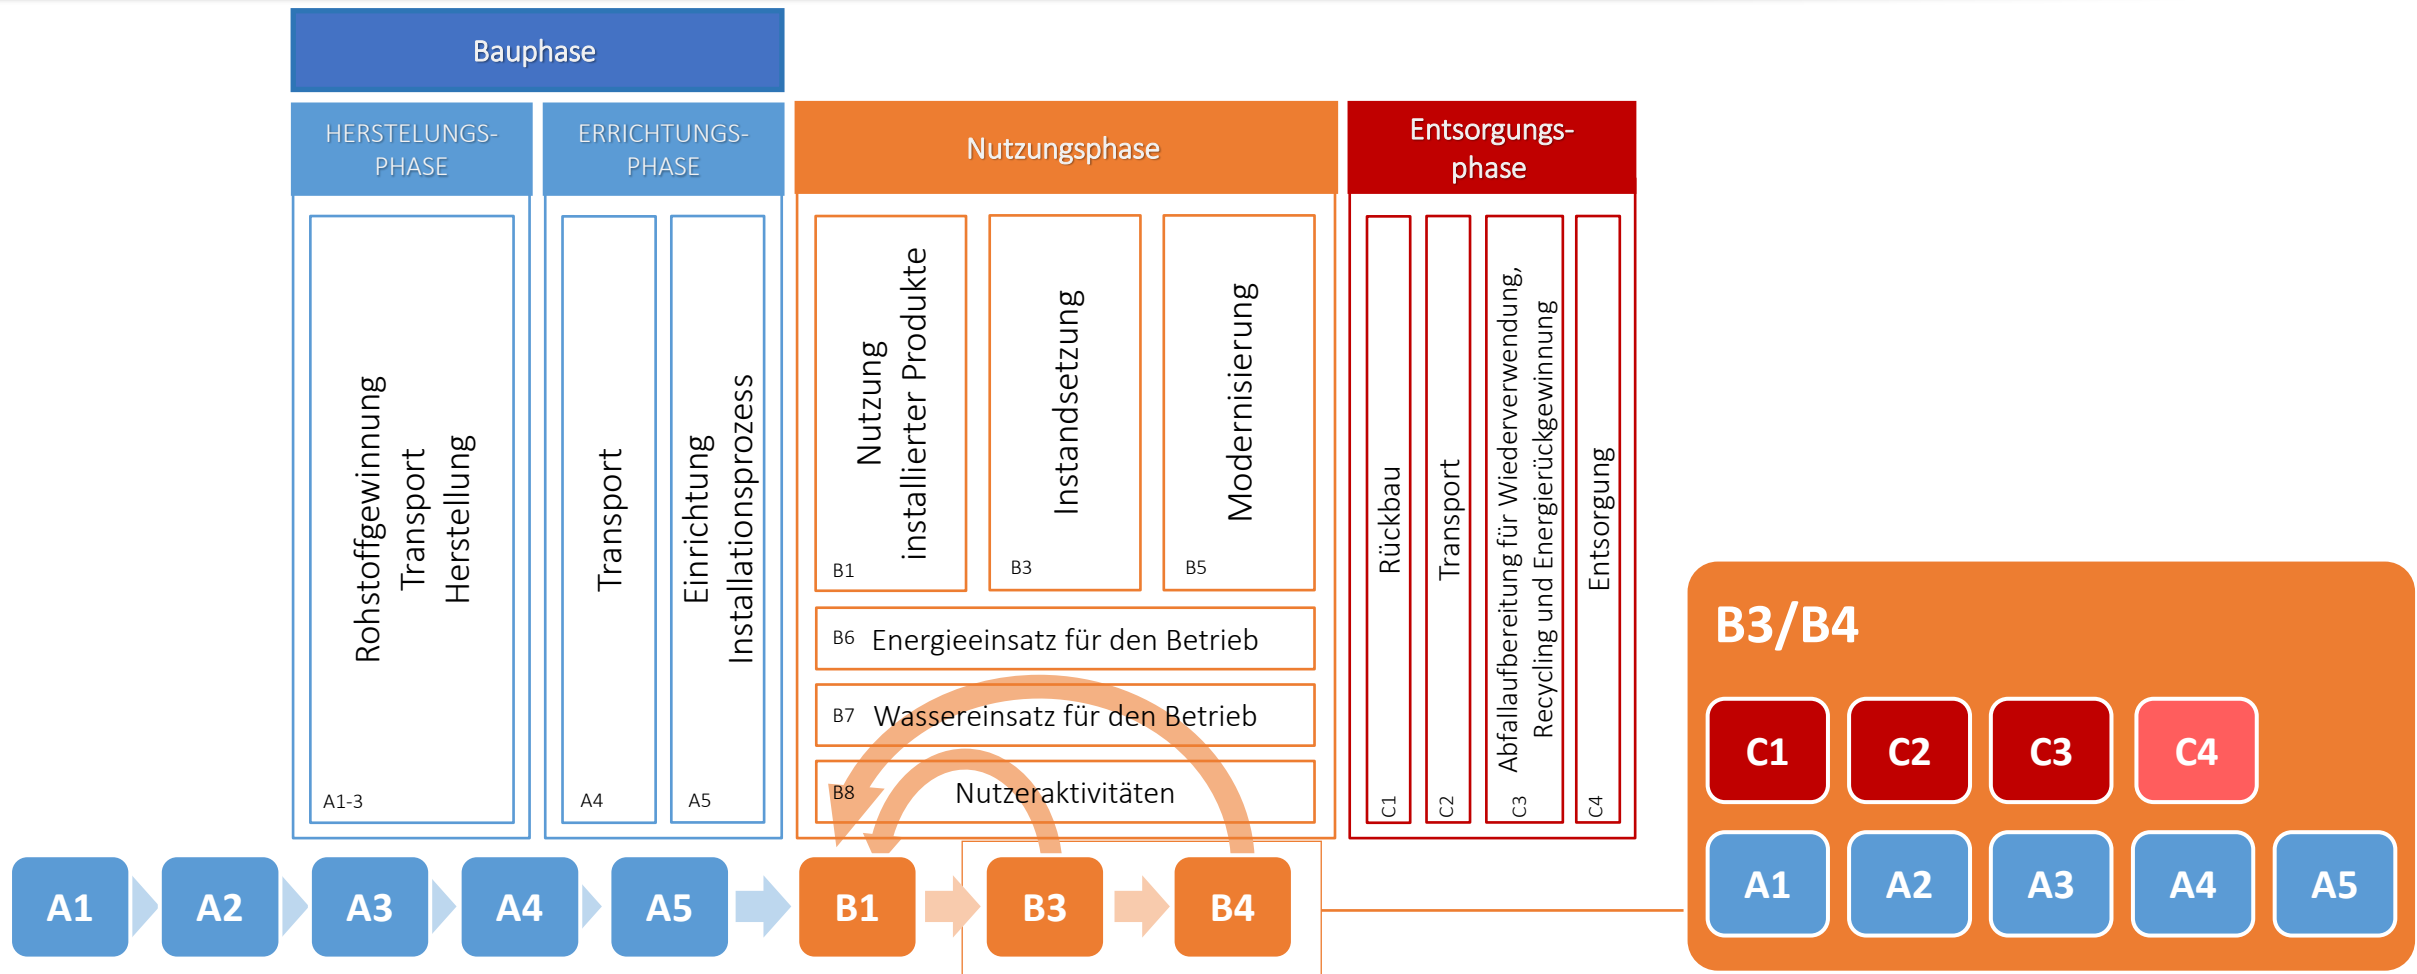 Bauphase
HERSTELUNGS-
PHASE
ERRICHTUNGS-
PHASE
Nutzungsphase
Entsorgungs-
phase
Rohstoffgewinnung
Transport
Herstellung
A1-3
Transport
A4
Einrichtung
Installationsprozess
A5
Nutzung
installierter Produkte
B1
Instandsetzung
B3
Modernisierung
B5
B6 Energieeinsatz für den Betrieb
B7 Wassereinsatz für den Betrieb
B8 Nutzeraktivitäten
Rückbau
C1
Transport
C2
Abfallaufbereitung für Wiederverwendung,
Recycling und Energierückgewinnung
C3
Entsorgung
C4
A1 A2 A3 A4 A5 B1 B3 B4
B3/B4
C1 C2 C3 C4
A1 A2 A3 A4 A5